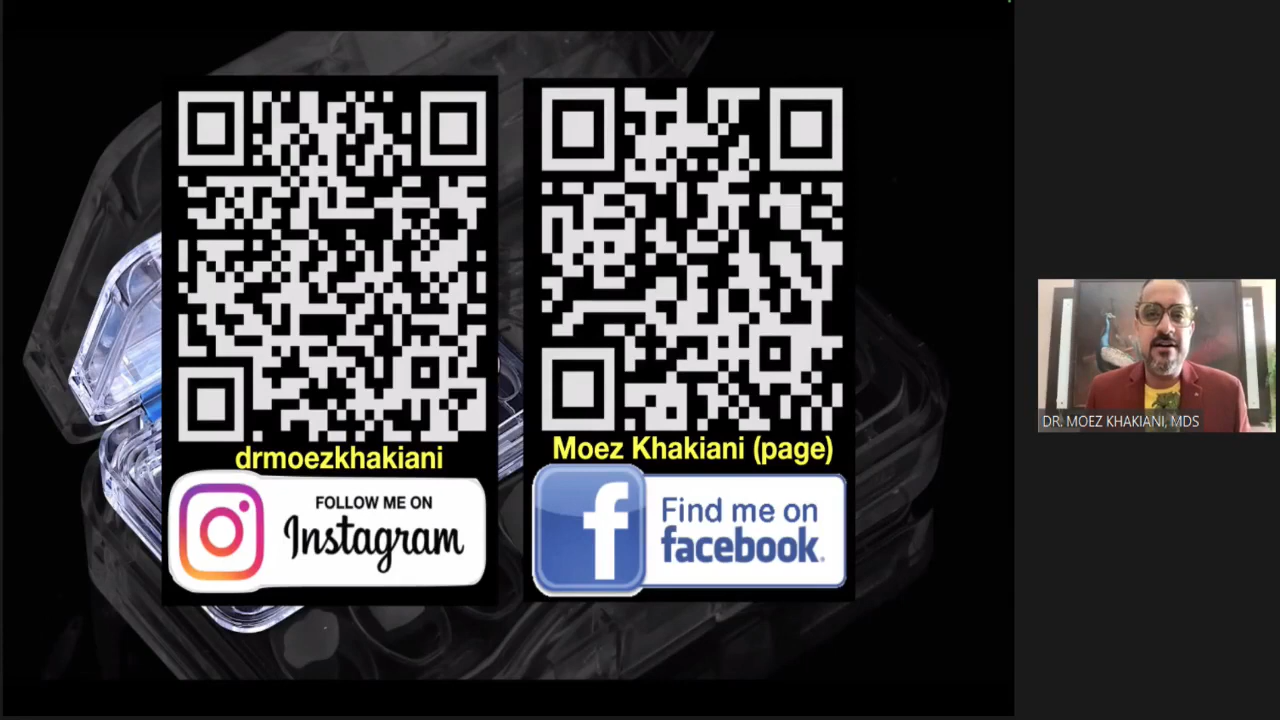 drmoezkhakiani
FOLLOW ME ON
Instagram
Moez Khakiani (page)
Find me on
facebook.
DR. MOEZ KHAKIANI, MDS